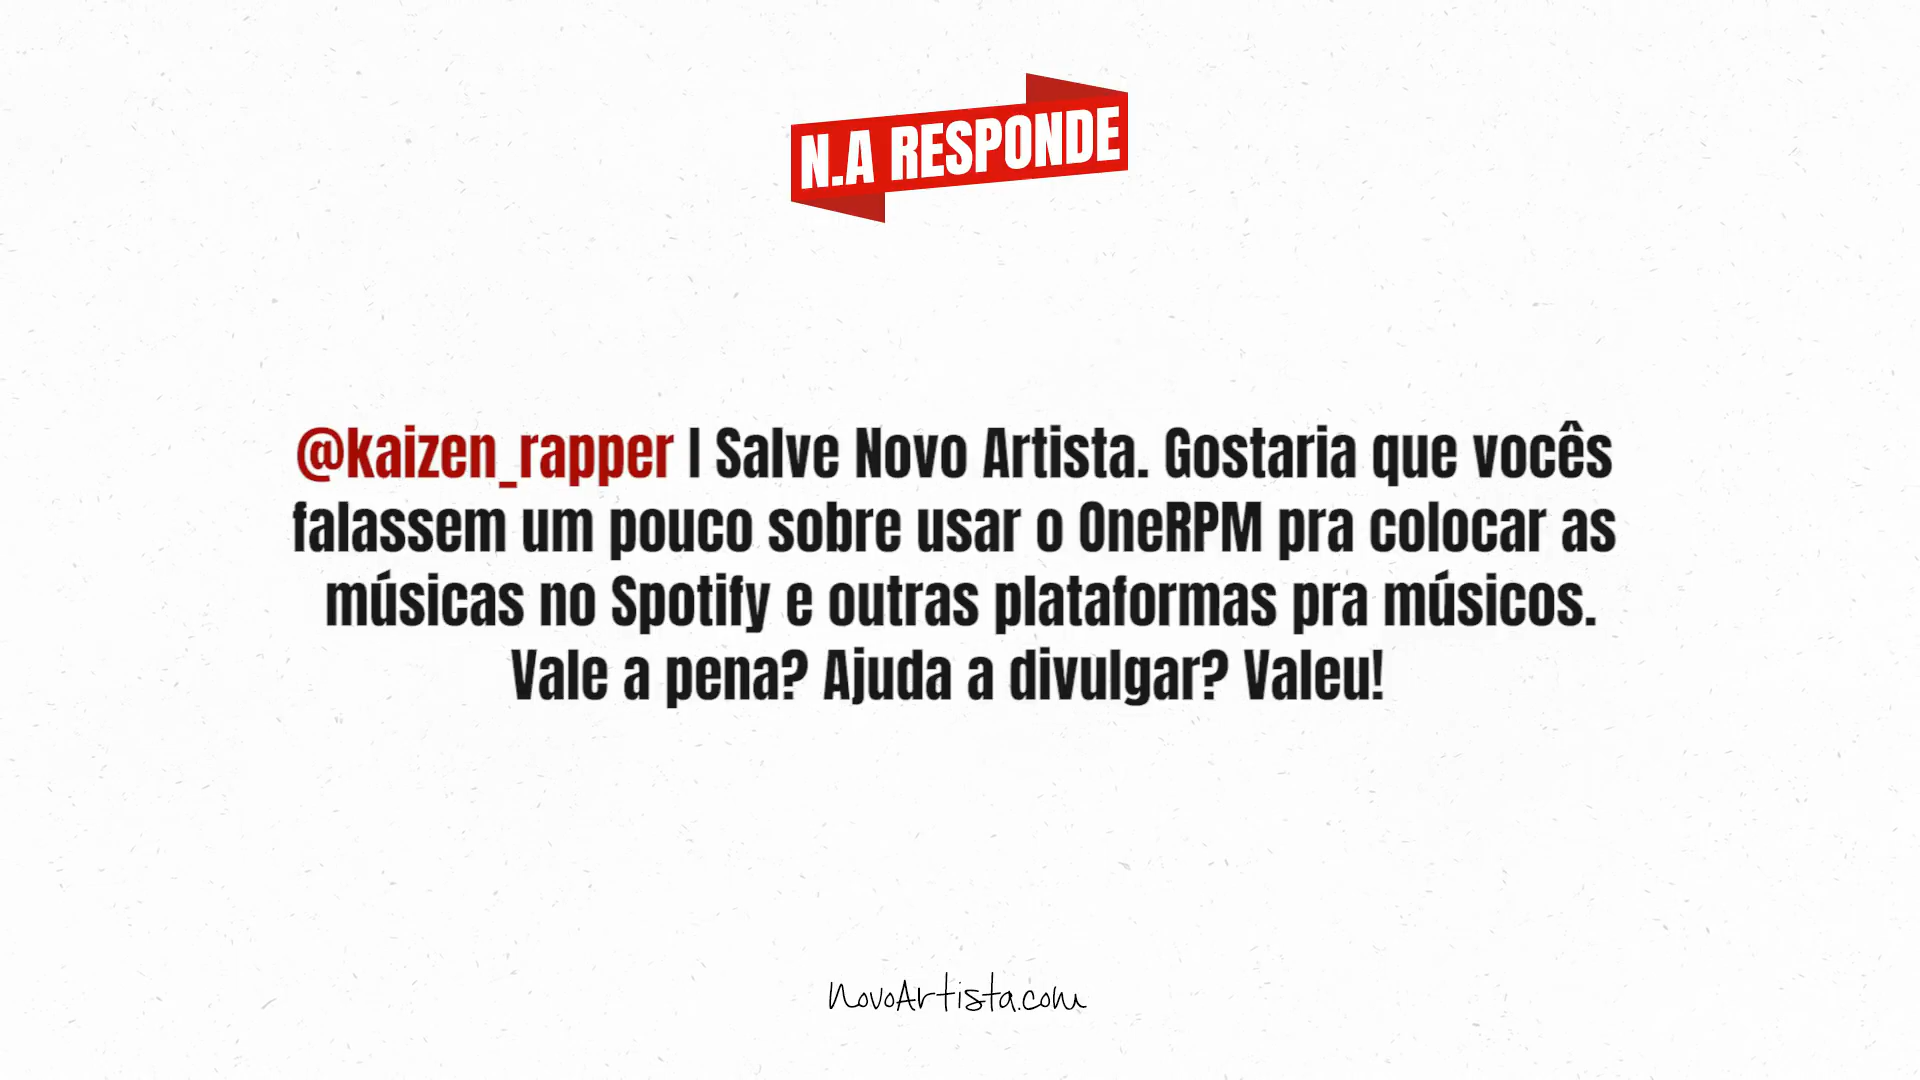 N.A RESPONDE
@kaizen_rapper | Salve Novo Artista. Gostaria que vocês
falassem um pouco sobre usar o OneRPM pra colocar as
músicas no Spotify e outras plataformas pra músicos.
Vale a pena? Ajuda a divulgar? Valeu!
NovoArtista.com